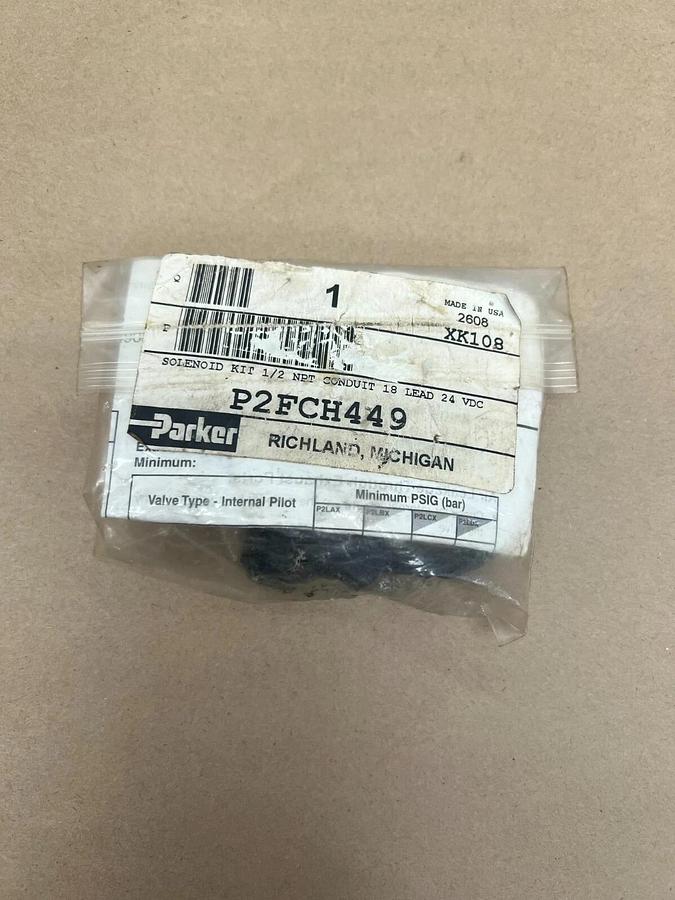 Q
1
MADE IN USA
2608
P
XK108
SOLENOID KIT 1/2 NPT CONDUIT 18 LEAD 24 VDC
P2FCH449
Parker
RICHLAND, MICHIGAN
Minimum:
Valve Type - Internal Pilot
Minimum PSIG (bar)
P2LAX
P2LBX
P2LCX